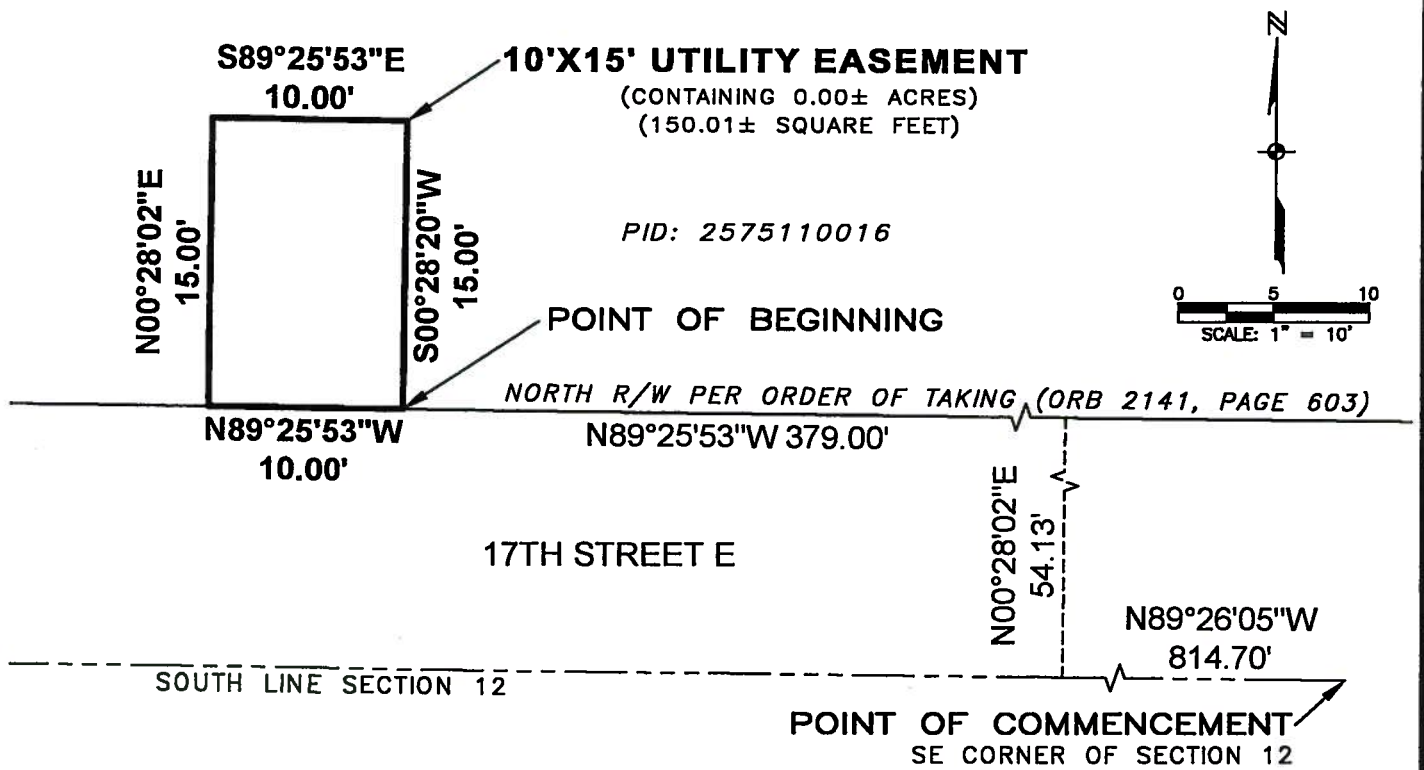 S89°25'53"E
10.00'
10'X15' UTILITY EASEMENT
(CONTAINING 0.00± ACRES)
(150.01± SQUARE FEET)
N
N00°28'02"E
15.00'
S00°28'20"W
15.00'
PID: 2575110016
0 5 10
SCALE: 1" = 10'
POINT OF BEGINNING
NORTH R/W PER ORDER OF TAKING (ORB 2141, PAGE 603)
N89°25'53"W
10.00'
N89°25'53"W 379.00'
N00°28'02"E
54.13'
17TH STREET E
N89°26'05"W
814.70'
SOUTH LINE SECTION 12
POINT OF COMMENCEMENT
SE CORNER OF SECTION 12